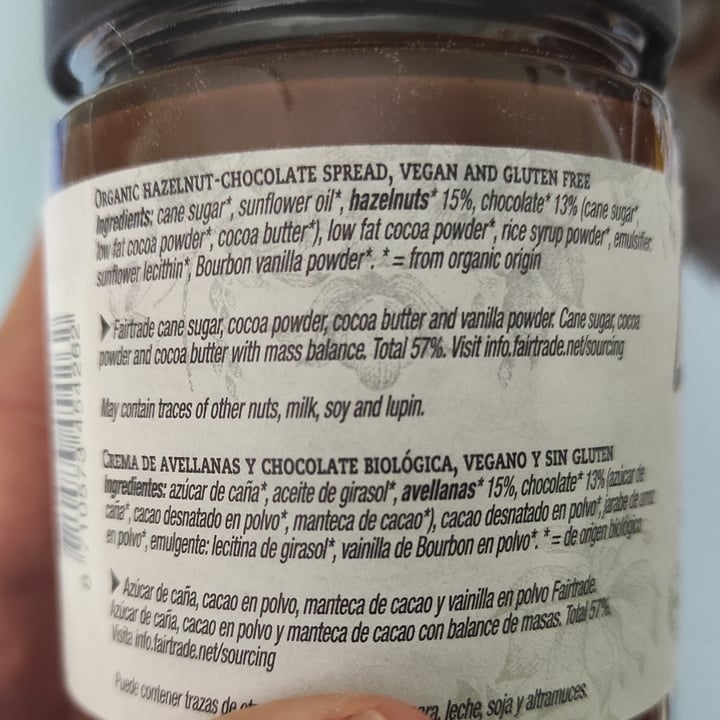 ORGANIC HAZELNUT-CHOCOLATE SPREAD, VEGAN AND GLUTEN FREE
Ingredients: cane sugar*, sunflower oil*, hazelnuts* 15%, chocolate* 13% (cane sugar*,
low fat cocoa powder*, cocoa butter*), low fat cocoa powder*, rice syrup powder*, emulsifier:
sunflower lecithin*, Bourbon vanilla powder*. * = from organic origin
▶ Fairtrade cane sugar, cocoa powder, cocoa butter and vanilla powder. Cane sugar, cocoa
powder and cocoa butter with mass balance. Total 57%. Visit info.fairtrade.net/sourcing
May contain traces of other nuts, milk, soy and lupin.
CREMA DE AVELLANAS Y CHOCOLATE BIOLÓGICA, VEGANO Y SIN GLUTEN
Ingredientes: azúcar de caña*, aceite de girasol*, avellanas* 15%, chocolate* 13% (azúcar de
caña*, cacao desnatado en polvo*, manteca de cacao*), cacao desnatado en polvo*, jarabe de arroz
en polvo*, emulgente: lecitina de girasol*, vainilla de Bourbon en polvo*. * = de origen biológico
▶ Azúcar de caña, cacao en polvo, manteca de cacao y vainilla en polvo Fairtrade.
Azúcar de caña, cacao en polvo y manteca de cacao con balance de masas. Total 57%.
Visita info.fairtrade.net/sourcing
Puede contener trazas de leche, soja y altramuces.
8 710573 454262